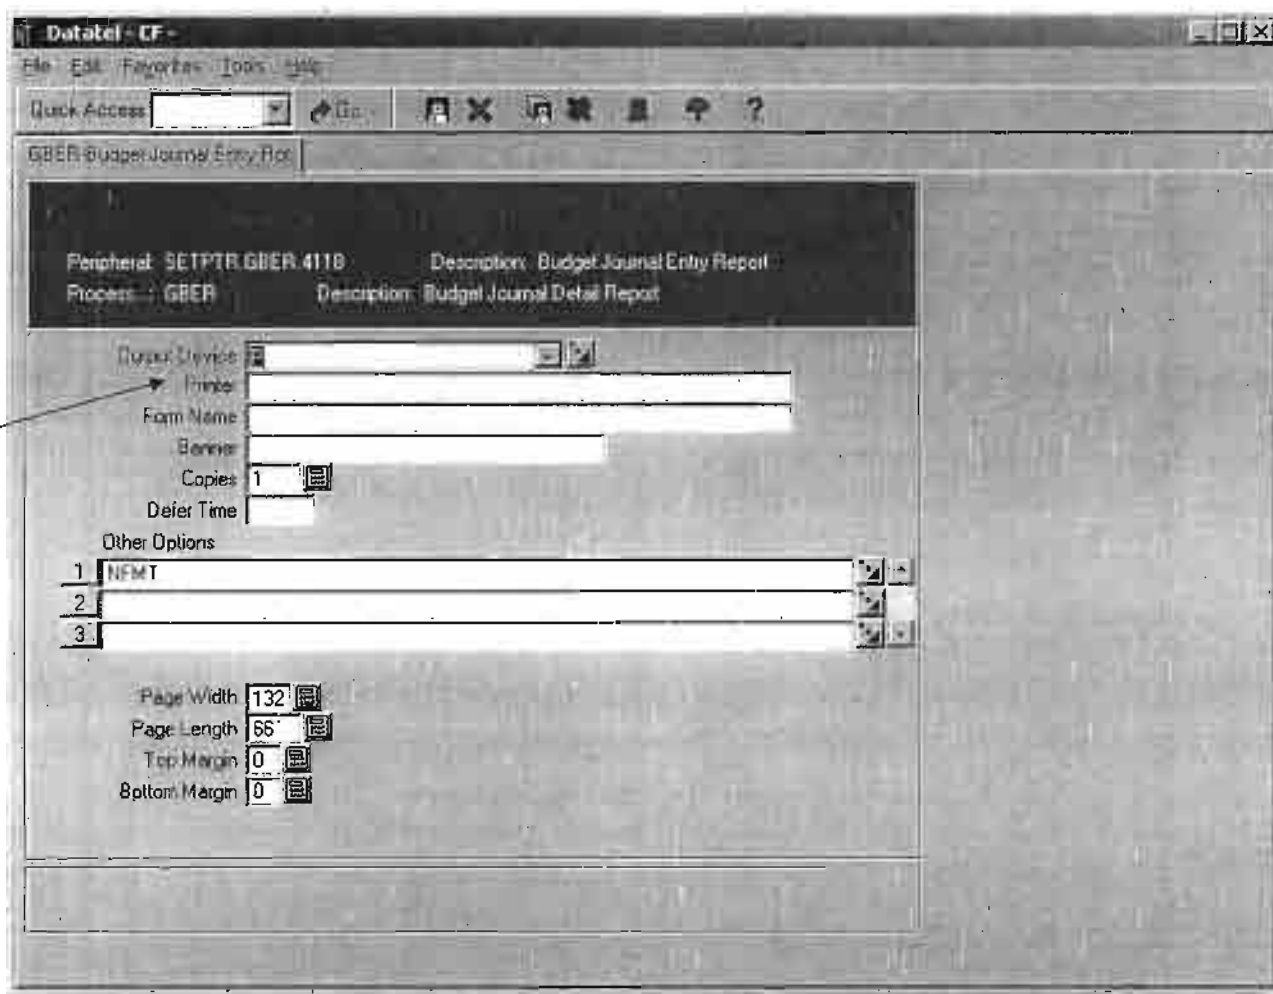 Datatel - CF -
File Edit Favorites Tools Help
Quick Access Go
GBER-Budget Journal Entry Rpt
Peripheral: SETPTR.GBER.4118 Description: Budget Journal Entry Report
Process : GBER Description: Budget Journal Detail Report
Output Device
Printer
Form Name
Banner
Copies 1
Defer Time
Other Options
1 NFMT
2
3
Page Width 132
Page Length 66
Top Margin 0
Bottom Margin 0